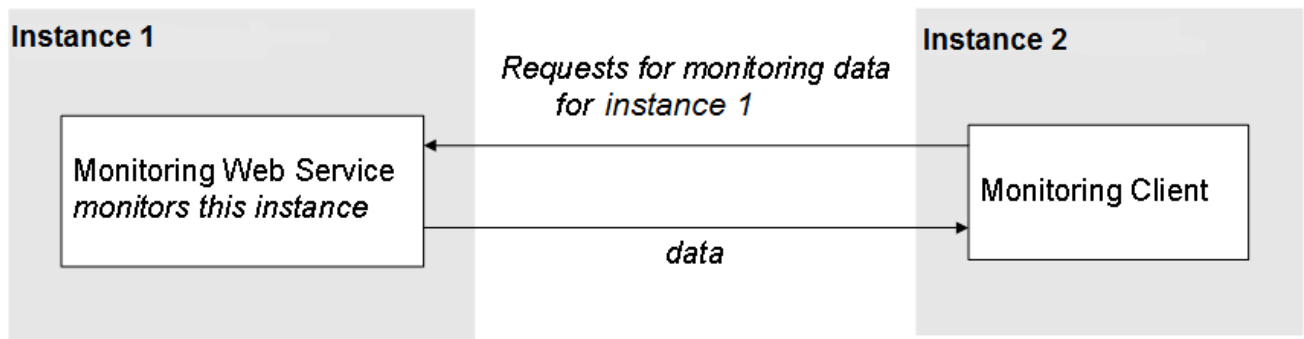 Instance 1
Instance 2
Requests for monitoring data
for instance 1
Monitoring Web Service
monitors this instance
Monitoring Client
data